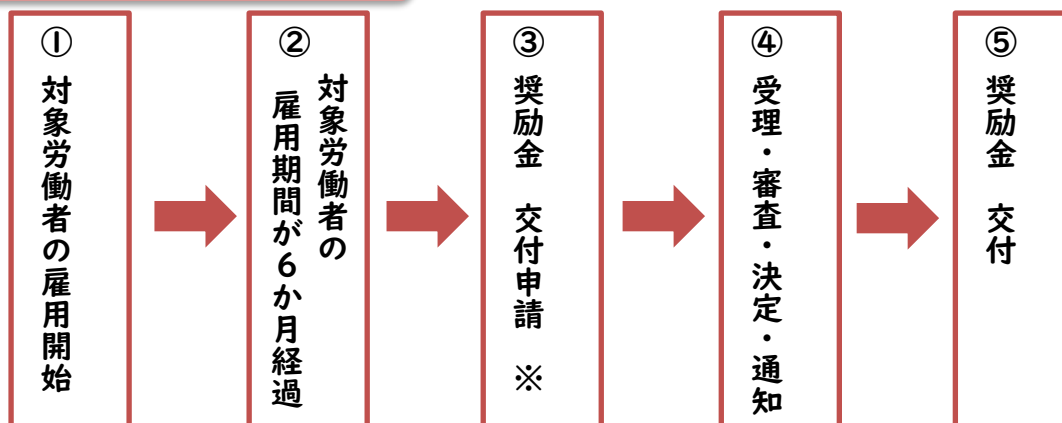 ①
対象労働者の雇用開始
②
対象労働者の
雇用期間が6か月経過
③
奨励金　交付申請　※
④
受理・審査・決定・通知
⑤
奨励金　交付